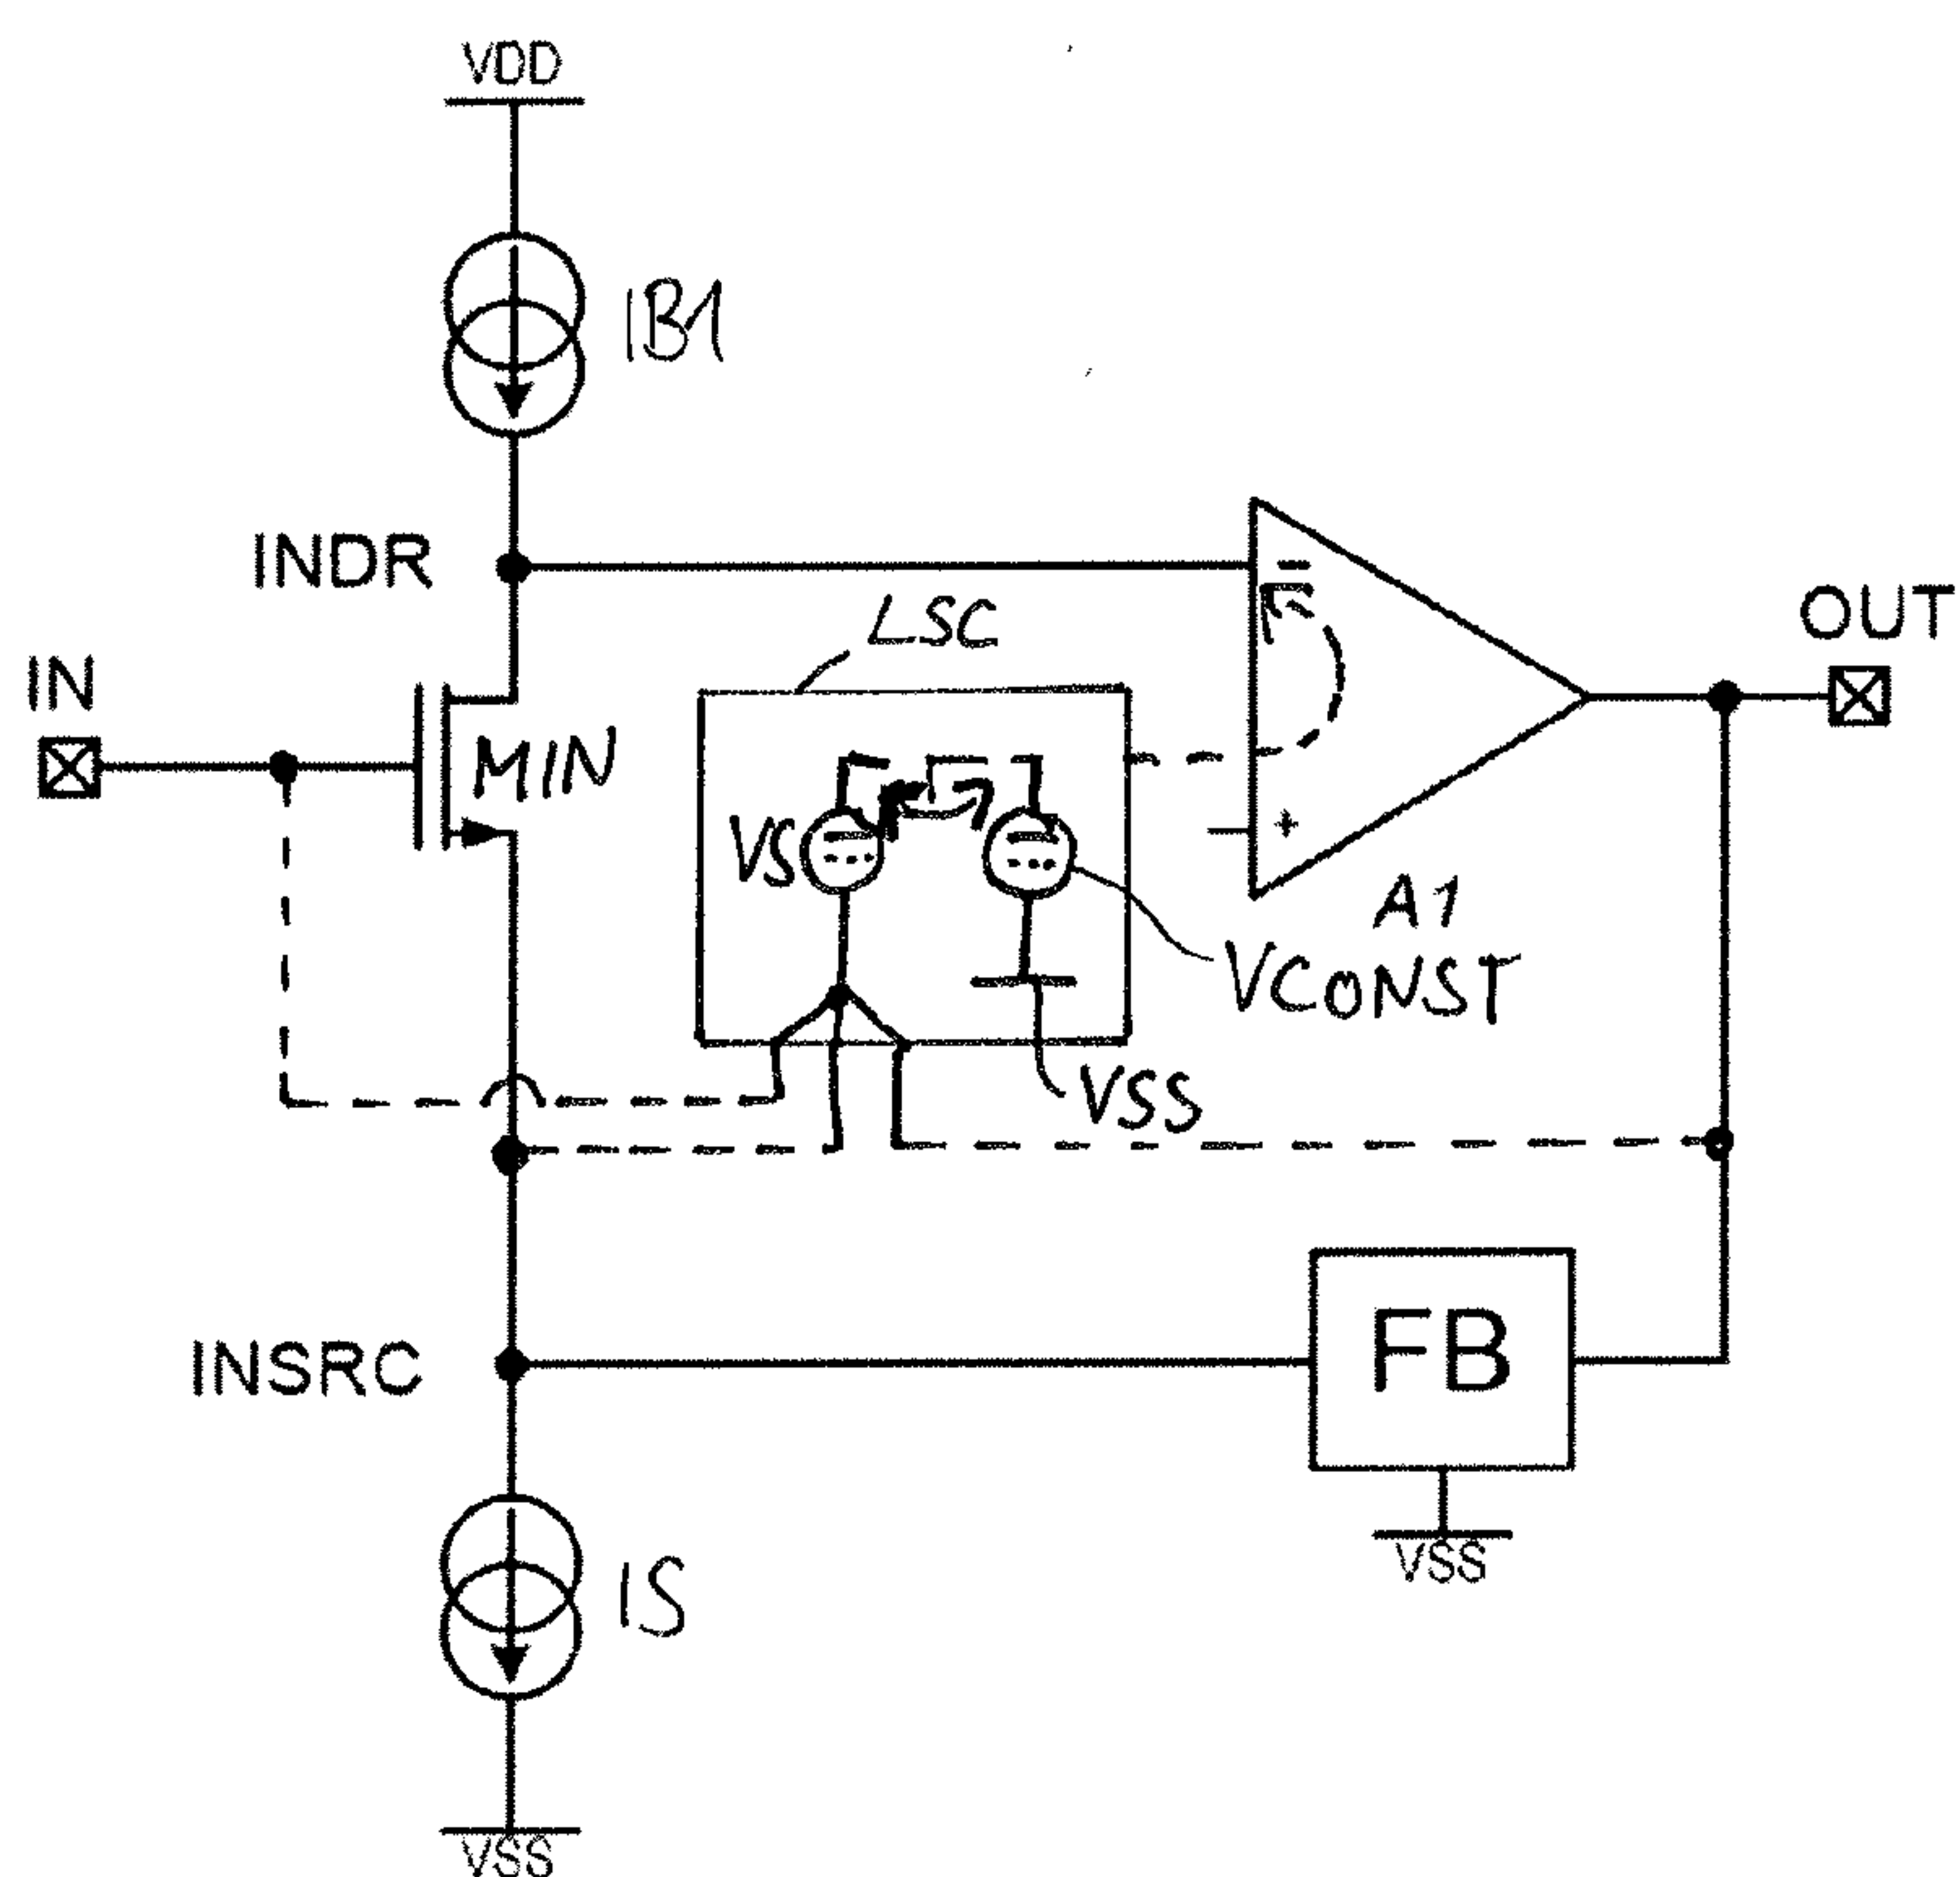 VDD
IB1
INDR
LSC
OUT
IN
MIN
-
VS
+
A1
VCONST
VSS
FB
INSRC
VSS
IS
VSS